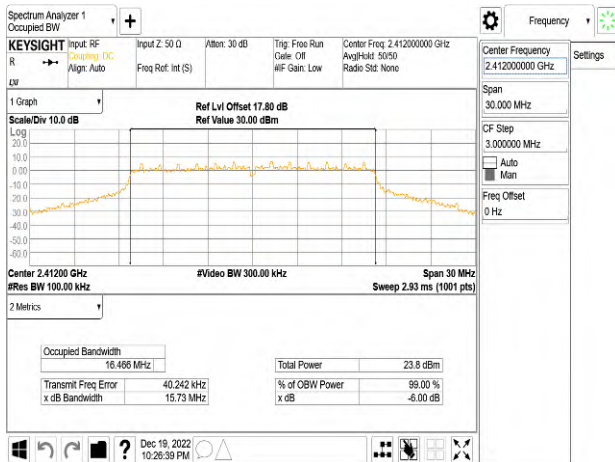 Spectrum Analyzer 1
Occupied BW
Frequency
KEYSIGHT
Input: RF
Coupling: DC
Align: Auto
Input Z: 50 Ω
Freq Ref: Int (S)
Atten: 30 dB
Trig: Free Run
Gate: Off
#IF Gain: Low
Center Freq: 2.412000000 GHz
Avg|Hold: 50/50
Radio Std: None
R
LXI
Center Frequency
2.412000000 GHz
Settings
Span
30.000 MHz
CF Step
3.000000 MHz
Auto
Man
Freq Offset
0 Hz
1 Graph
Scale/Div 10.0 dB
Ref Lvl Offset 17.80 dB
Ref Value 30.00 dBm
Log
20.0
10.0
0.00
-10.0
-20.0
-30.0
-40.0
-50.0
-60.0
Center 2.41200 GHz
#Res BW 100.00 kHz
#Video BW 300.00 kHz
Span 30 MHz
Sweep 2.93 ms (1001 pts)
2 Metrics
Occupied Bandwidth
16.466 MHz
Total Power 23.8 dBm
Transmit Freq Error 40.242 kHz
% of OBW Power 99.00 %
x dB Bandwidth 15.73 MHz
x dB -6.00 dB
?
Dec 19, 2022
10:26:39 PM